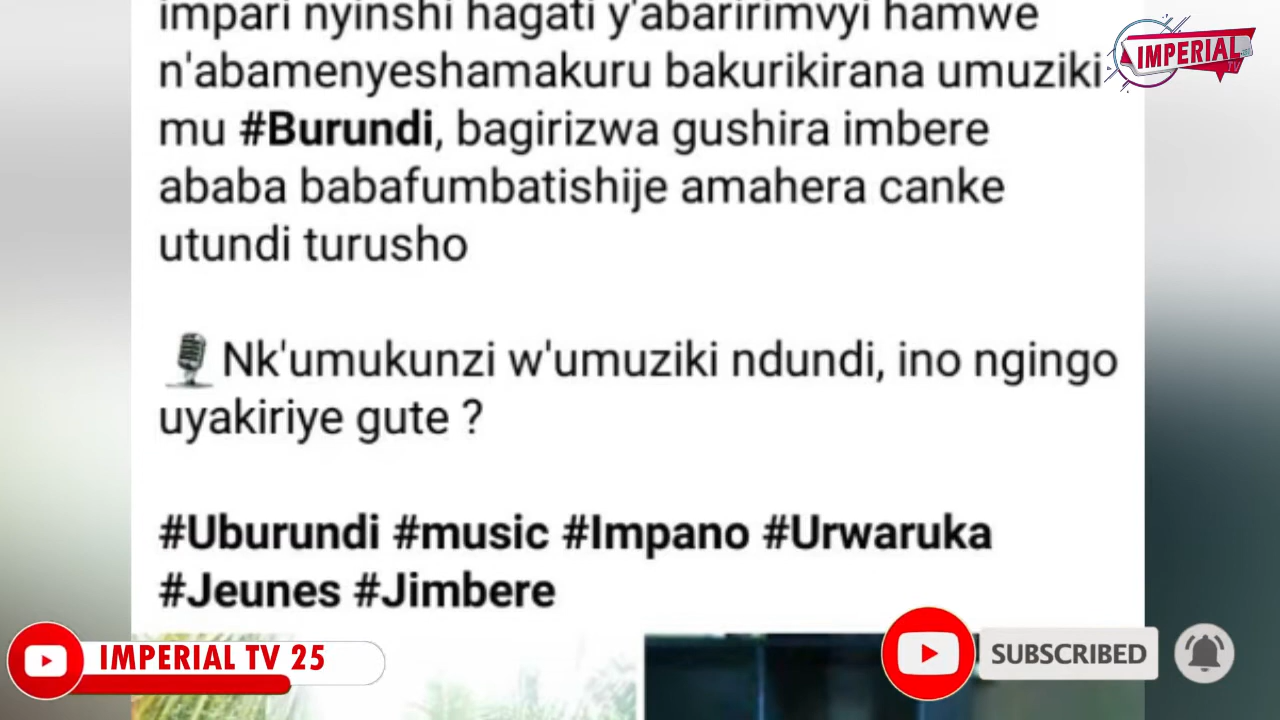 impari nyinshi hagati y'abaririmvyi hamwe
n'abamenyeshamakuru bakurikirana umuziki
mu #Burundi, bagirizwa gushira imbere
ababa babafumbatishije amahera canke
utundi turusho
Nk'umukunzi w'umuziki ndundi, ino ngingo
uyakiriye gute ?
#Uburundi #music #Impano #Urwaruka
#Jeunes #Jimbere
IMPERIAL
TV
IMPERIAL TV 25
SUBSCRIBED